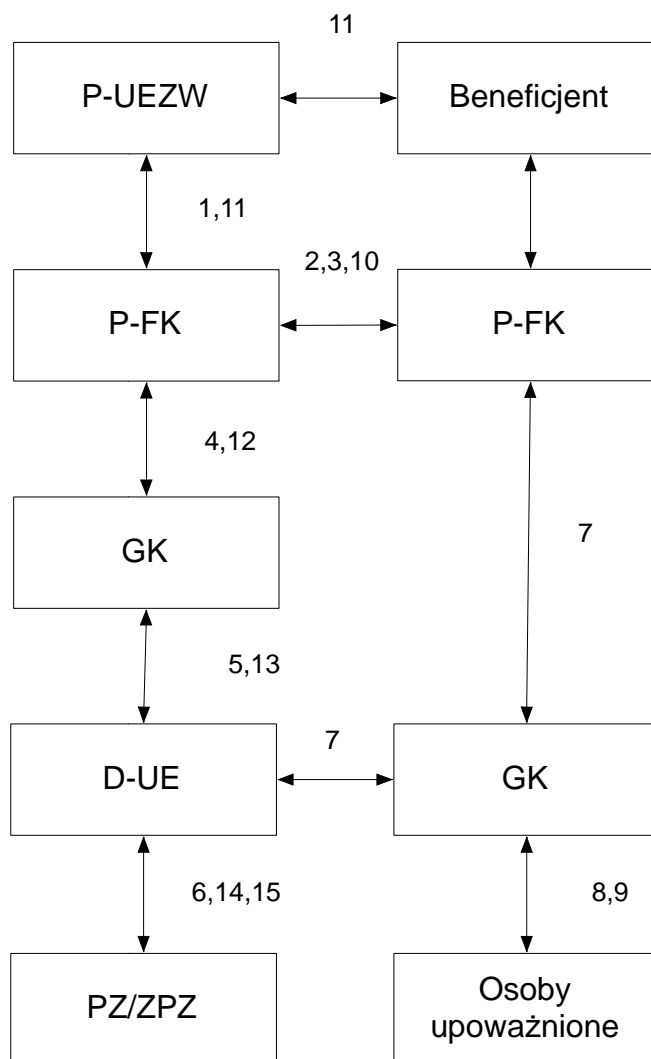 11
P-UEZW
Beneficjent
1,11
2,3,10
P-FK
P-FK
4,12
GK
7
5,13
7
D-UE
GK
6,14,15
8,9
PZ/ZPZ
Osoby
upoważnione